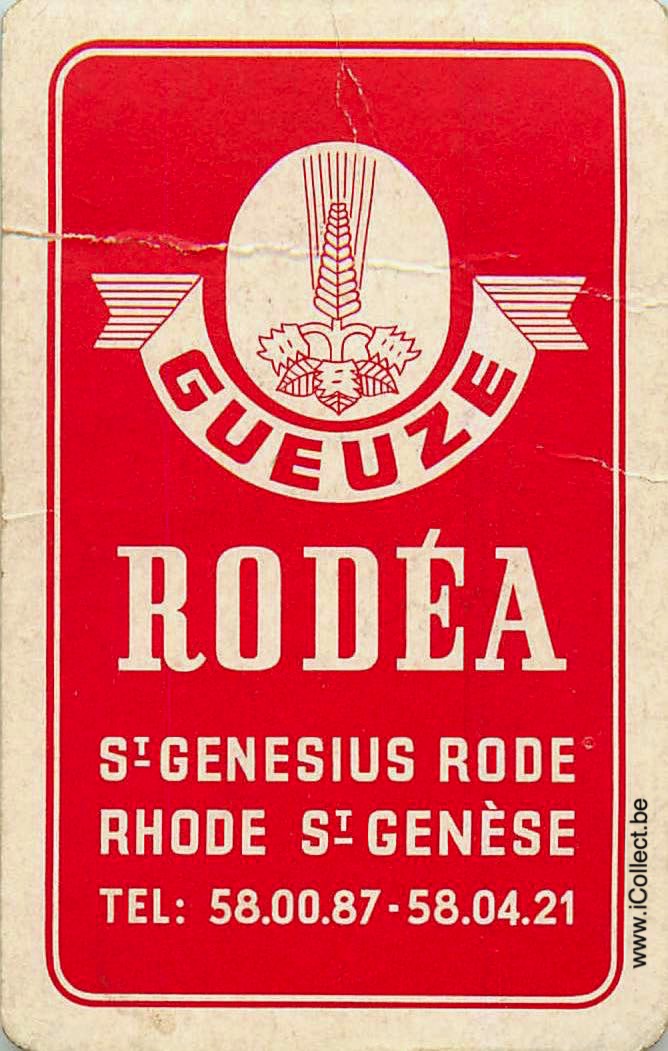 GUEUZE
RODÉA
ST GENESIUS RODE
RHODE ST GENÈSE
TEL: 58.00.87-58.04.21
www.iCollect.be